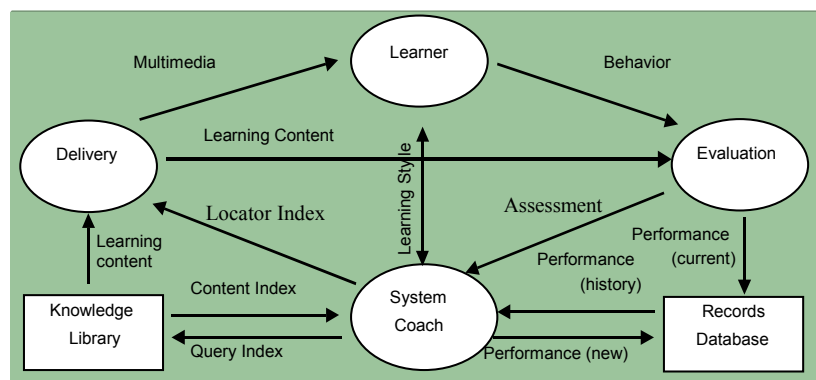 Learner
Multimedia
Behavior
Learning Content
Delivery
Evaluation
Learning Style
Locator Index
Assessment
Learning
content
Performance
(current)
Performance
(history)
Content Index
System
Coach
Knowledge
Library
Records
Database
Query Index
Performance (new)